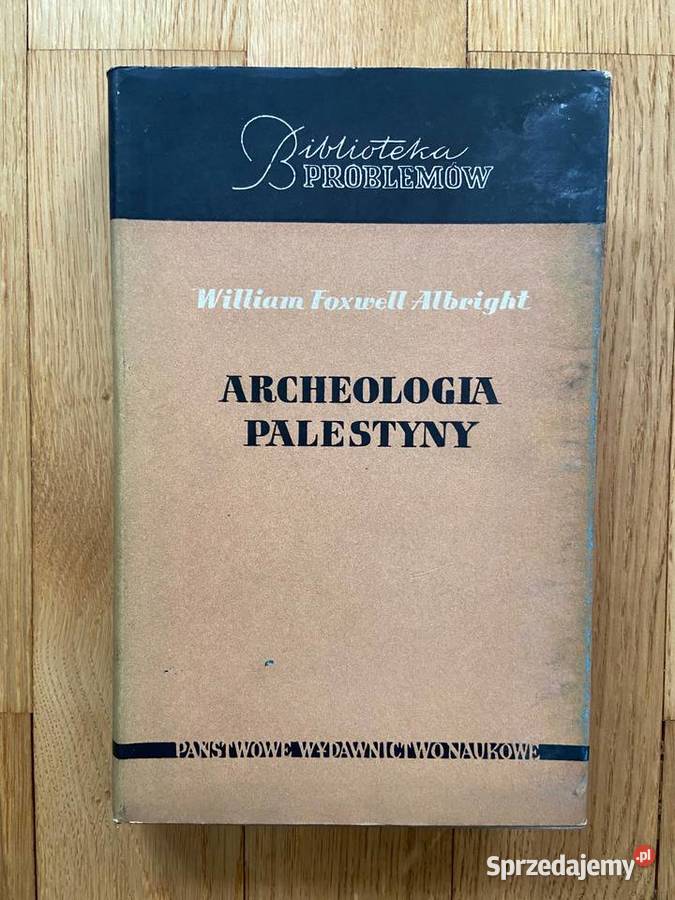 Biblioteka
PROBLEMÓW
William Foxwell Albright
ARCHEOLOGIA
PALESTYNY
PAŃSTWOWE WYDAWNICTWO NAUKOWE
Sprzedajemy.pl